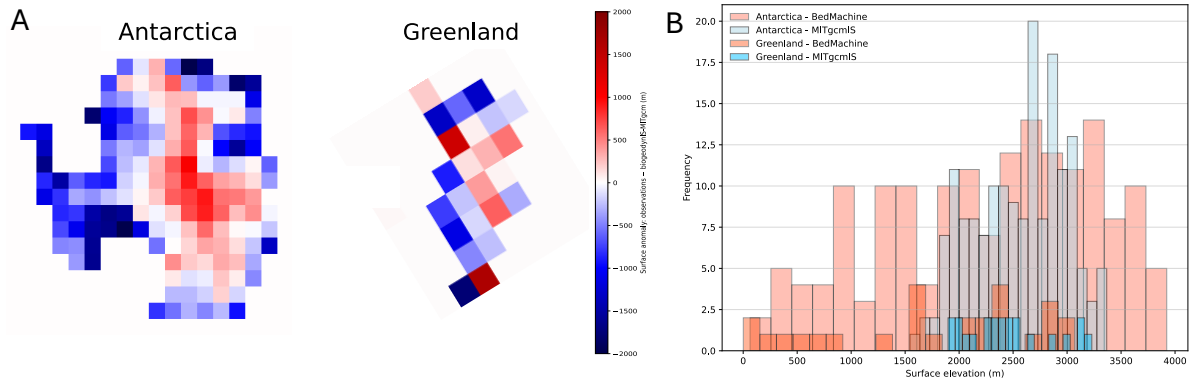 A
Antarctica
Greenland
2000
1500
1000
500
0
−500
−1000
−1500
−2000
B
Frequency
20.0
17.5
15.0
12.5
10.0
7.5
5.0
2.5
0.0
Antarctica - BedMachine
Antarctica - MITgcmIS
Greenland - BedMachine
Greenland - MITgcmIS
0 500 1000 1500 2000 2500 3000 3500 4000
Surface elevation (m)